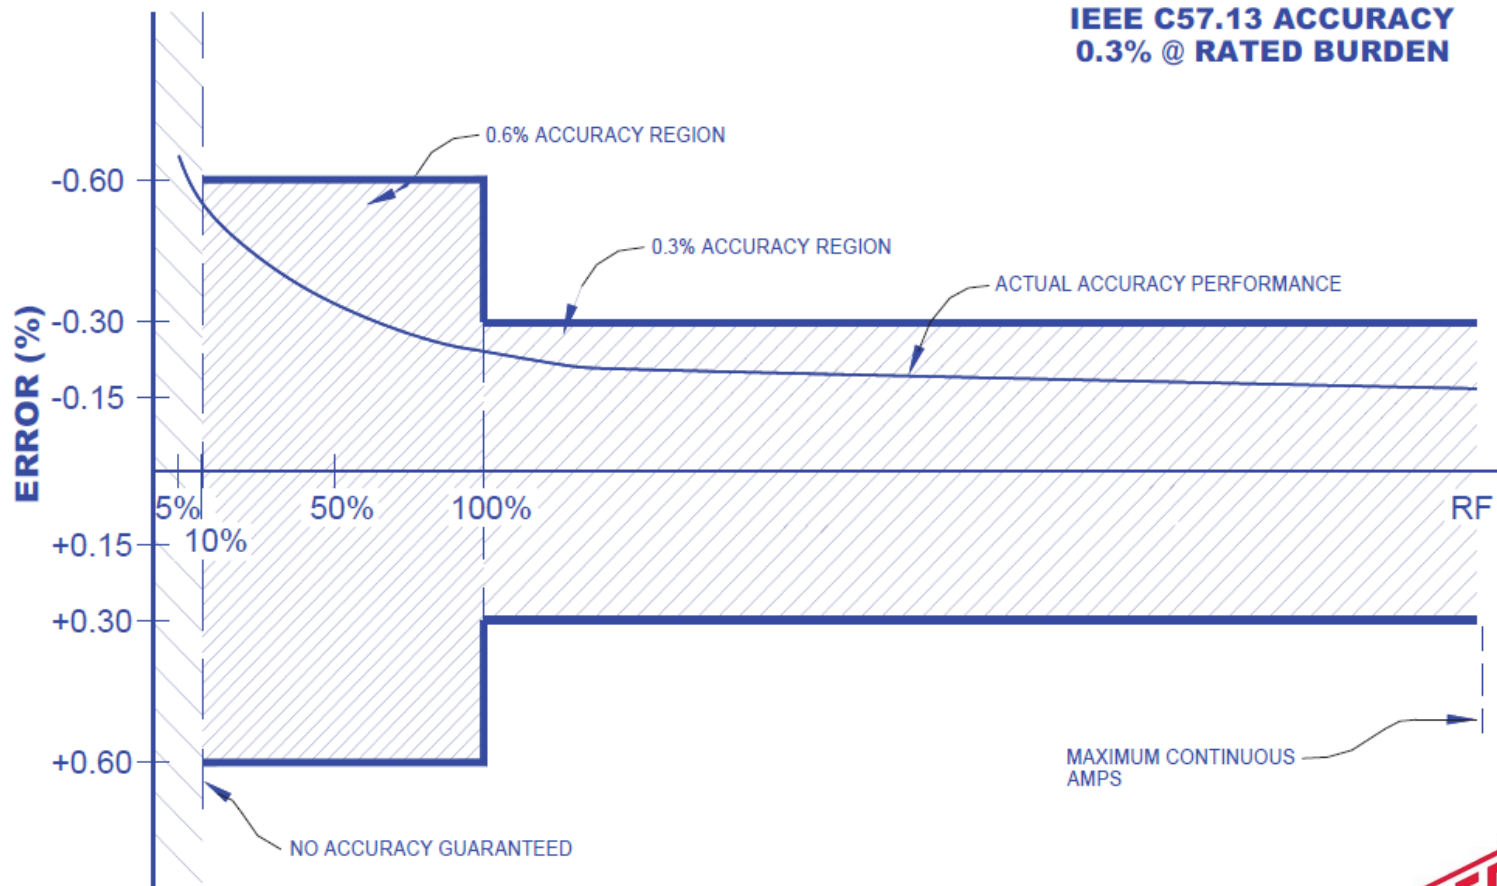 IEEE C57.13 ACCURACY
0.3% @ RATED BURDEN
0.6% ACCURACY REGION
-0.60
0.3% ACCURACY REGION
ACTUAL ACCURACY PERFORMANCE
-0.30
-0.15
ERROR (%)
5%
10%
50%
100%
RF
+0.15
+0.30
+0.60
MAXIMUM CONTINUOUS
AMPS
NO ACCURACY GUARANTEED